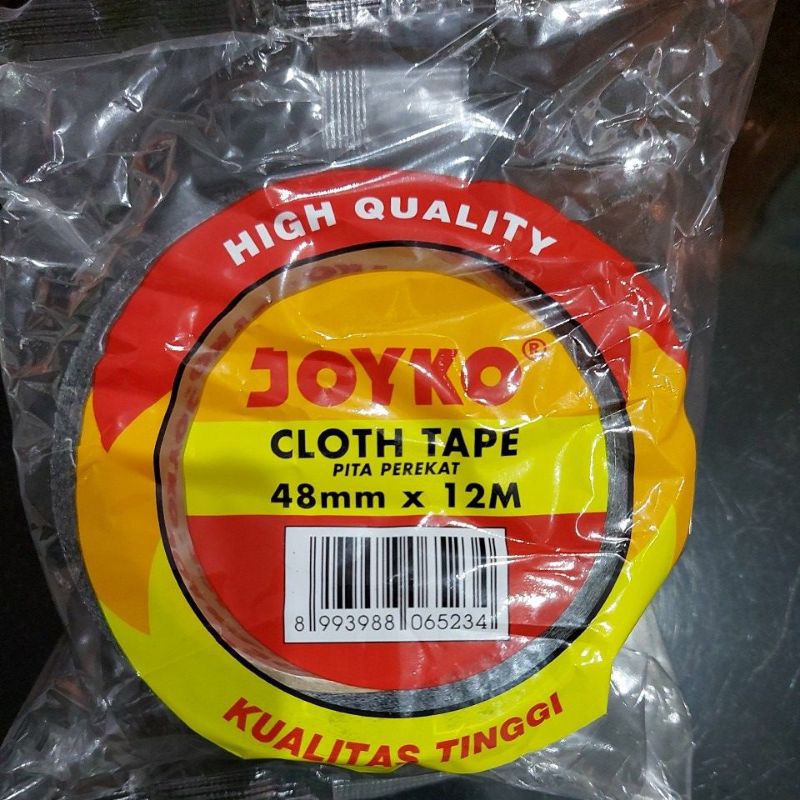 HIGH QUALITY
JOYKO®
CLOTH TAPE
PITA PEREKAT
48mm x 12M
8 993988 065234
KUALITAS TINGGI